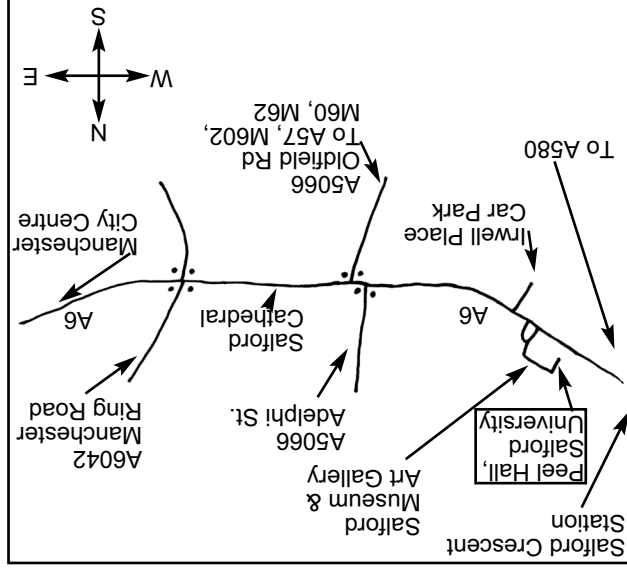 Salford Crescent
Station
Peel Hall,
Salford
University
Salford
Museum &
Art Gallery
A5066
Adelphi St.
A6042
Manchester
Ring Road
A6
Salford
Cathedral
A6
Manchester
City Centre
Irwell Place
Car Park
To A580
A5066
Oldfield Rd
To A57, M602,
M60, M62
N
W
E
S